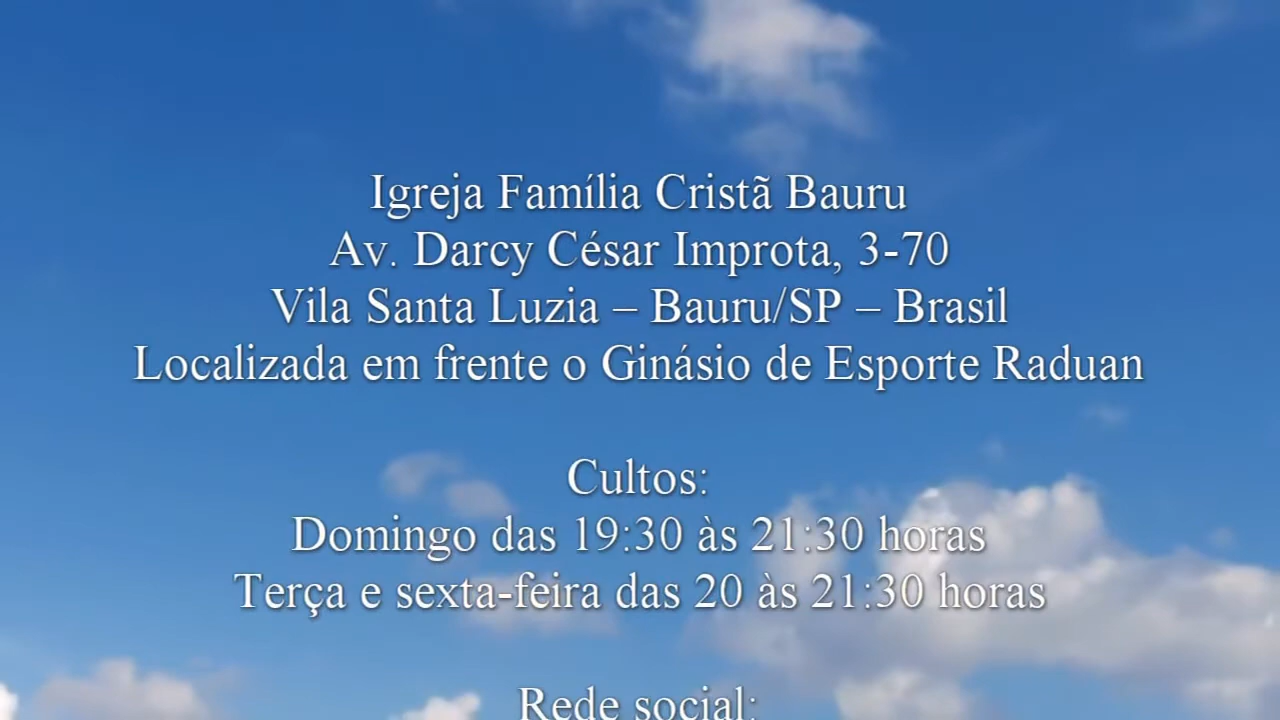 Igreja Família Cristã Bauru
Av. Darcy César Improta, 3-70
Vila Santa Luzia – Bauru/SP – Brasil
Localizada em frente o Ginásio de Esporte Raduan
Cultos:
Domingo das 19:30 às 21:30 horas
Terça e sexta-feira das 20 às 21:30 horas
Rede social: